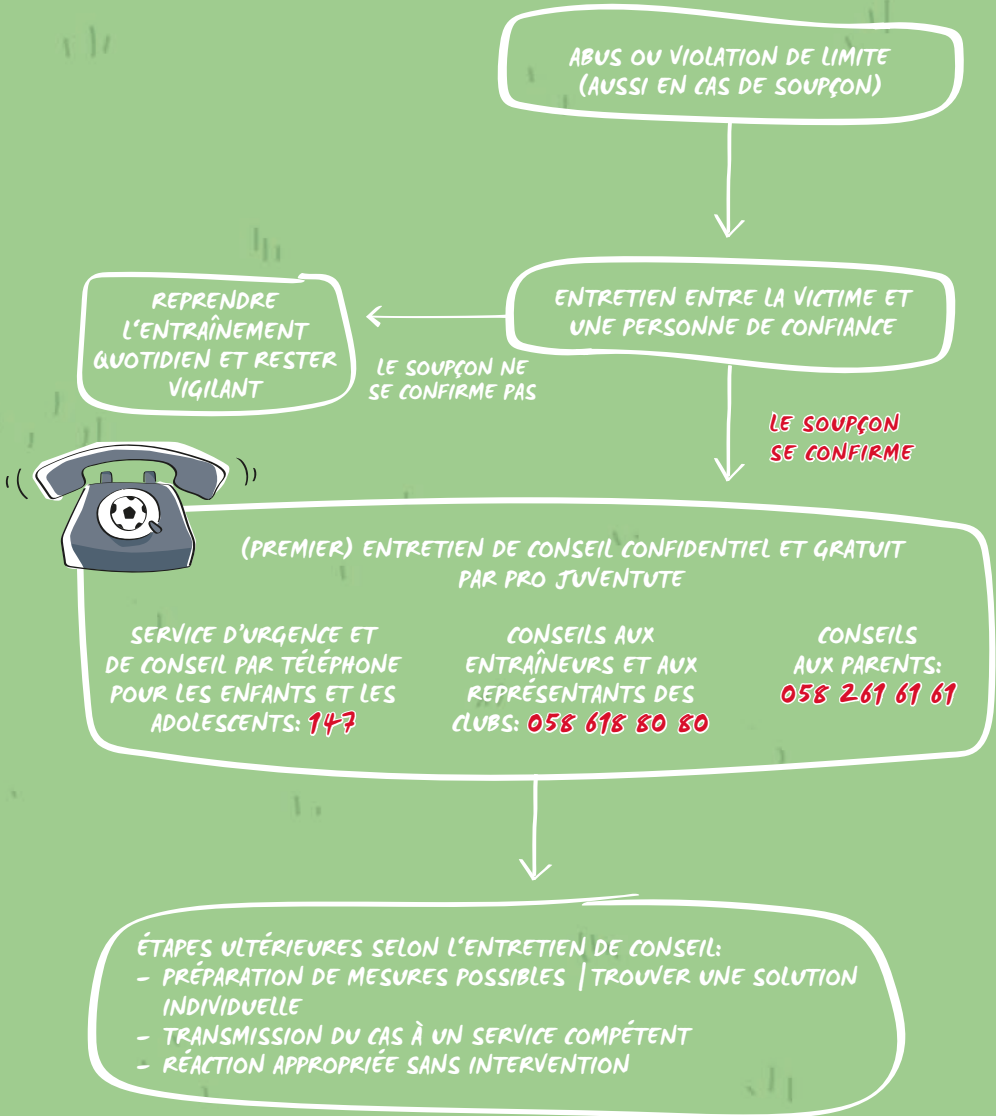 ABUS OU VIOLATION DE LIMITE
(AUSSI EN CAS DE SOUPÇON)
ENTRETIEN ENTRE LA VICTIME ET
UNE PERSONNE DE CONFIANCE
REPRENDRE
L'ENTRAÎNEMENT
QUOTIDIEN ET RESTER
VIGILANT
LE SOUPÇON NE
SE CONFIRME PAS
LE SOUPÇON
SE CONFIRME
(PREMIER) ENTRETIEN DE CONSEIL CONFIDENTIEL ET GRATUIT
PAR PRO JUVENTUTE
SERVICE D'URGENCE ET
DE CONSEIL PAR TÉLÉPHONE
POUR LES ENFANTS ET LES
ADOLESCENTS: 147
CONSEILS AUX
ENTRAÎNEURS ET AUX
REPRÉSENTANTS DES
CLUBS: 058 618 80 80
CONSEILS
AUX PARENTS:
058 261 61 61
ÉTAPES ULTÉRIEURES SELON L'ENTRETIEN DE CONSEIL:
- PRÉPARATION DE MESURES POSSIBLES | TROUVER UNE SOLUTION
INDIVIDUELLE
- TRANSMISSION DU CAS À UN SERVICE COMPÉTENT
- RÉACTION APPROPRIÉE SANS INTERVENTION